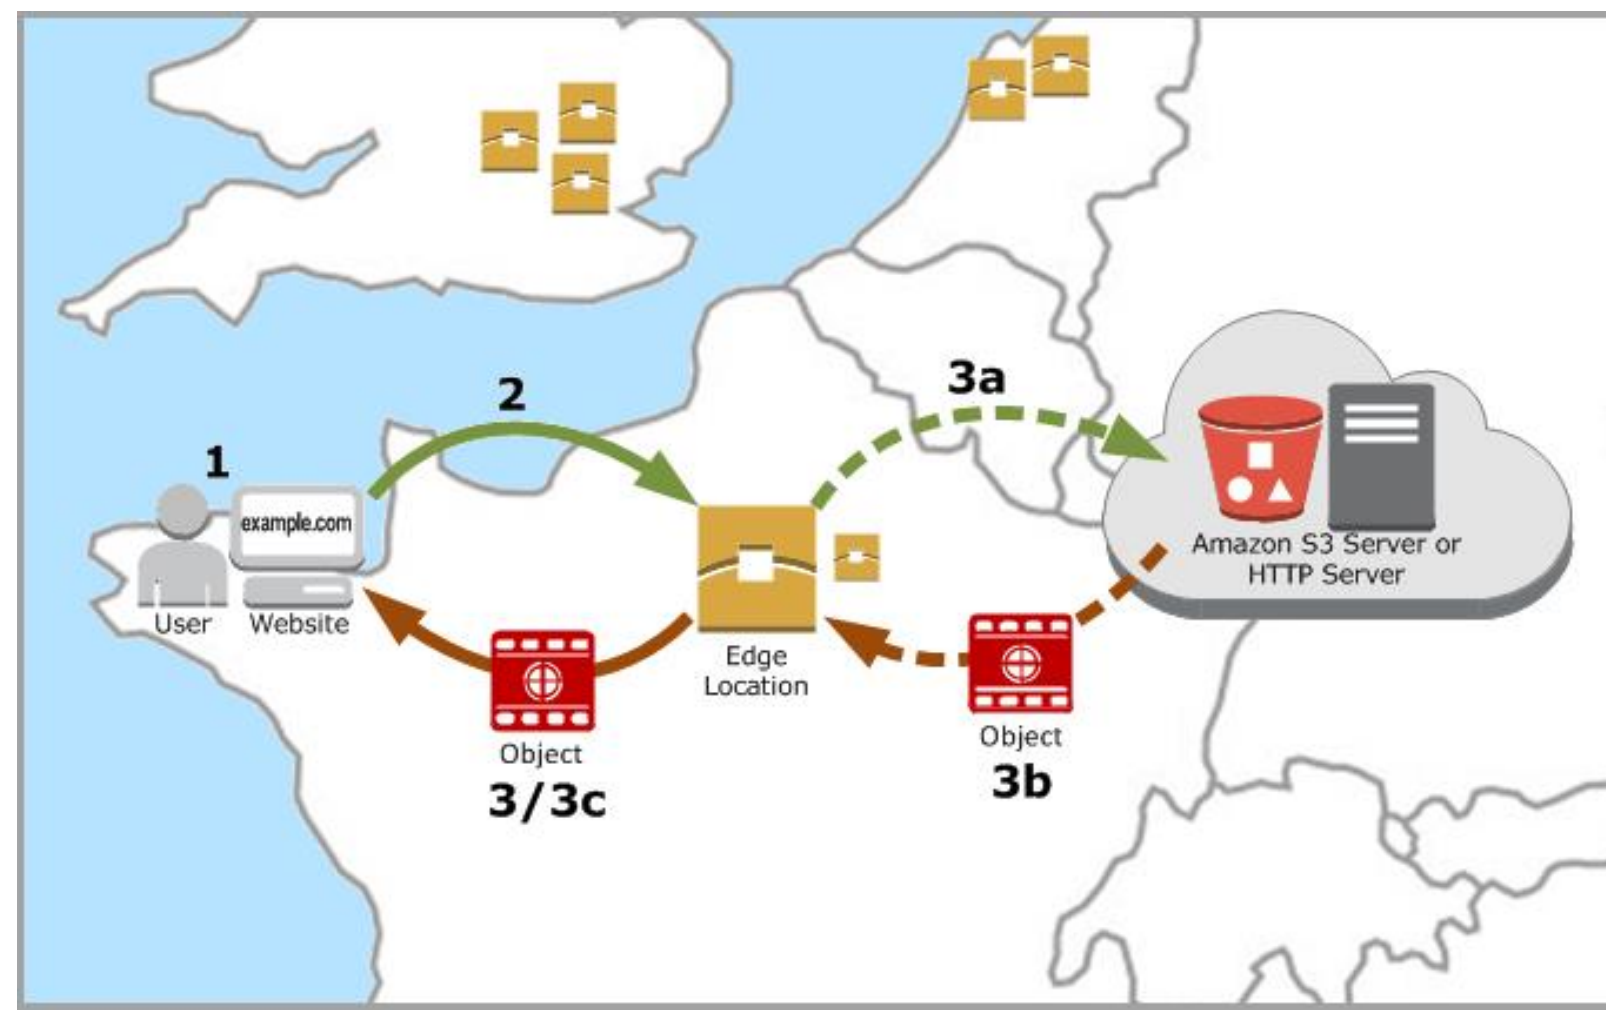 2
3a
1
example.com
User
Website
Amazon S3 Server or
HTTP Server
Edge
Location
Object
3/3c
Object
3b